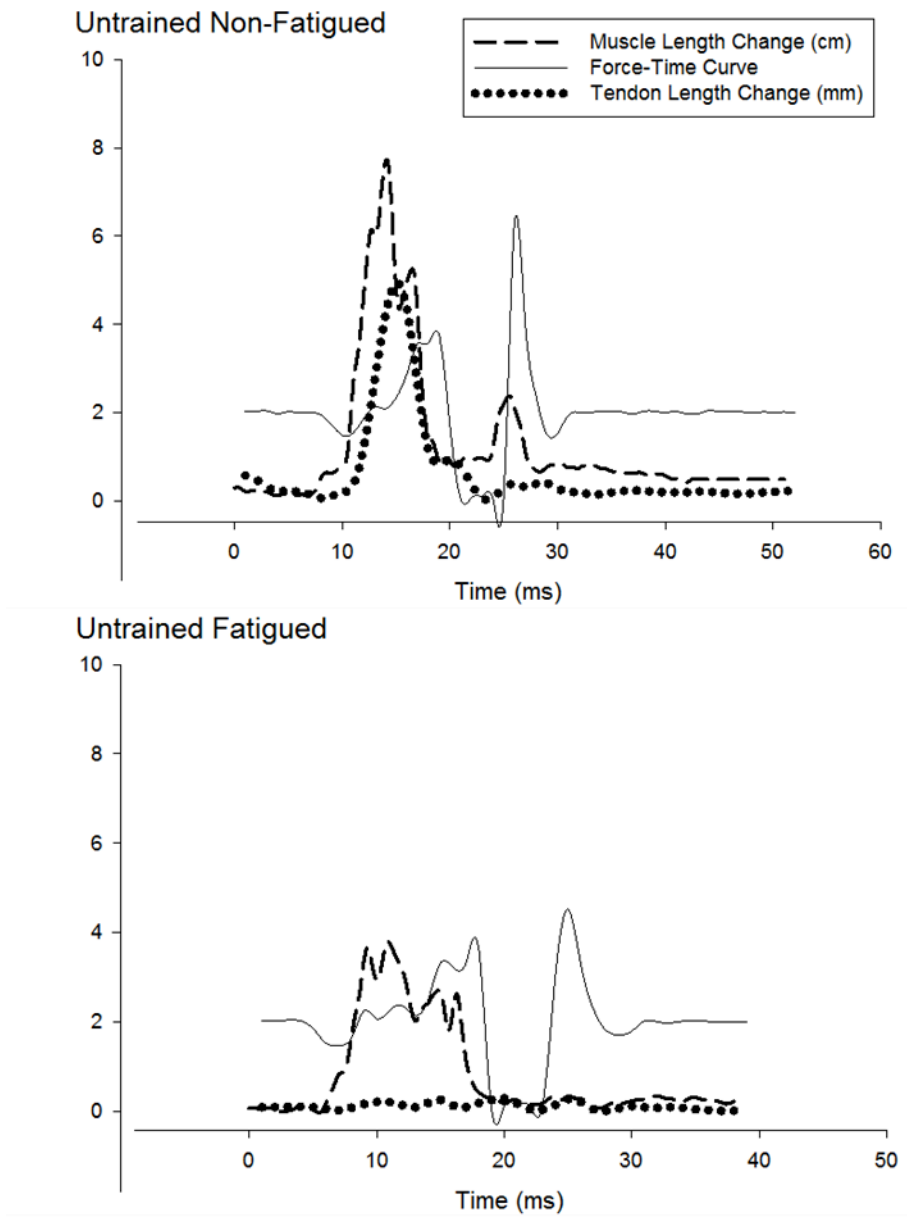 Untrained Non-Fatigued
Muscle Length Change (cm)
Force-Time Curve
Tendon Length Change (mm)
10
8
6
4
2
0
0 10 20 30 40 50 60
Time (ms)
Untrained Fatigued
10
8
6
4
2
0
0 10 20 30 40 50
Time (ms)